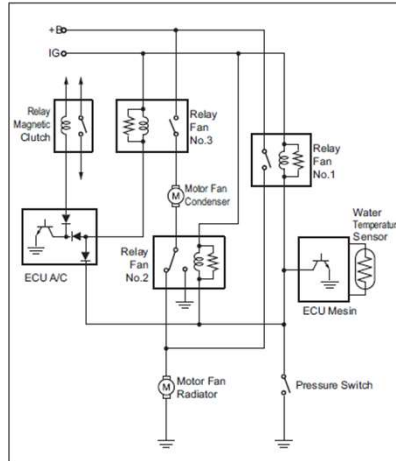 +B
IG
Relay
Magnetic
Clutch
Relay
Fan
No.3
Relay
Fan
No.1
M
Motor Fan
Condenser
Water
Temperatur
Sensor
ECU A/C
Relay
Fan
No.2
ECU Mesin
M
Motor Fan
Radiator
Pressure Switch